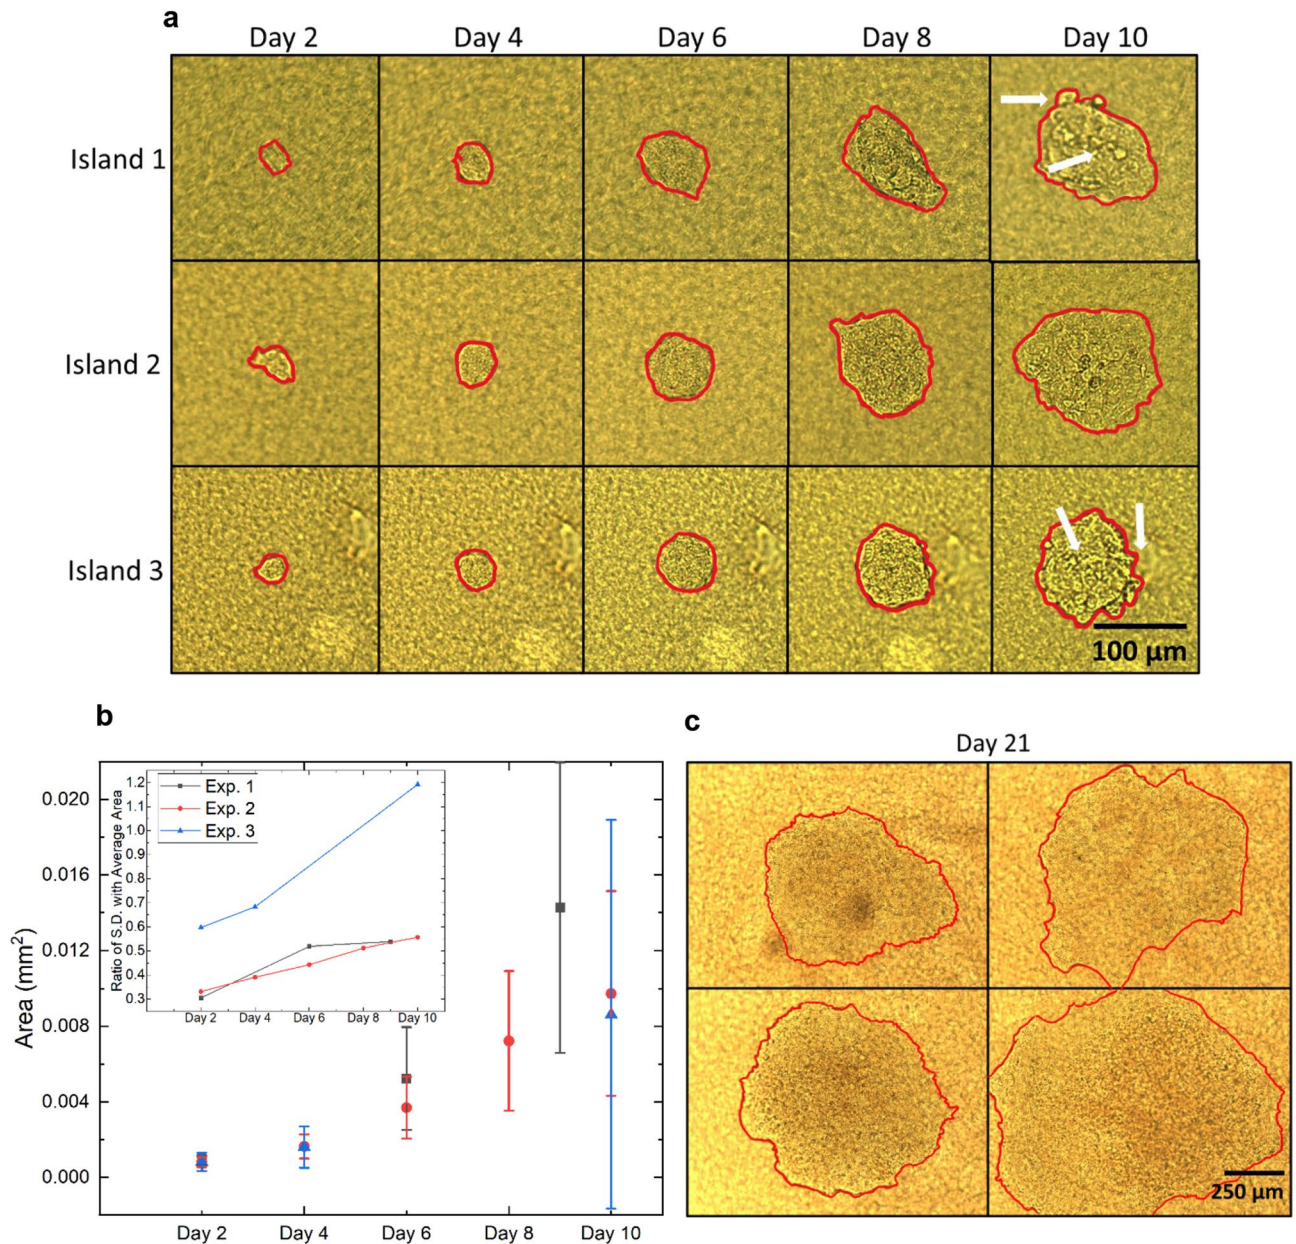 a
Day 2 Day 4 Day 6 Day 8 Day 10
Island 1
Island 2
Island 3
100 µm
b
Area (mm²)
0.020
0.016
0.012
0.008
0.004
0.000
Day 2 Day 4 Day 6 Day 8 Day 10
Ratio of S.D. with Average Area
1.2
1.1
1.0
0.9
0.8
0.7
0.6
0.5
0.4
0.3
Exp. 1
Exp. 2
Exp. 3
Day 2 Day 4 Day 6 Day 8 Day 10
c
Day 21
250 µm